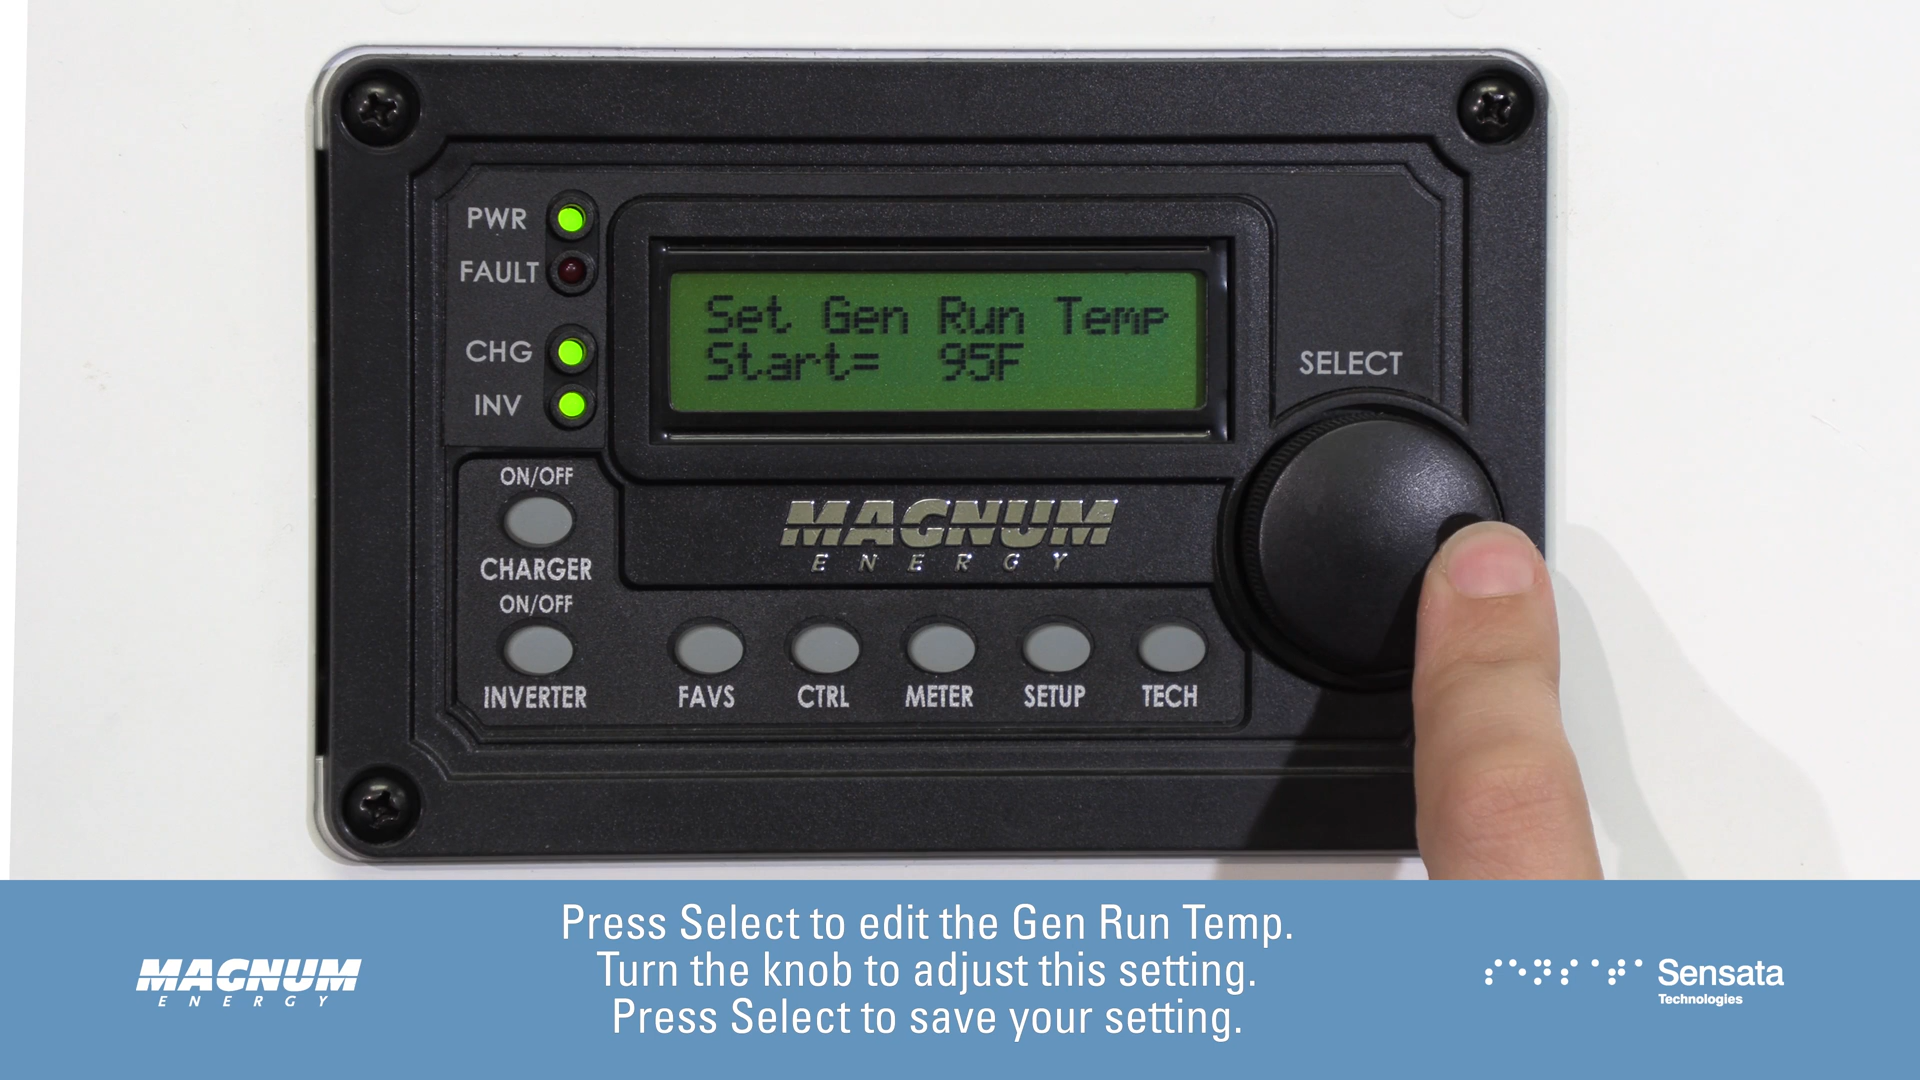 PWR
FAULT
CHG
INV
Set Gen Run Temp
Start= 95F
SELECT
ON/OFF
CHARGER
ON/OFF
INVERTER
MAGNUM
ENERGY
FAVS
CTRL
METER
SETUP
TECH
Press Select to edit the Gen Run Temp.
Turn the knob to adjust this setting.
Press Select to save your setting.
MAGNUM
ENERGY
Sensata
Technologies